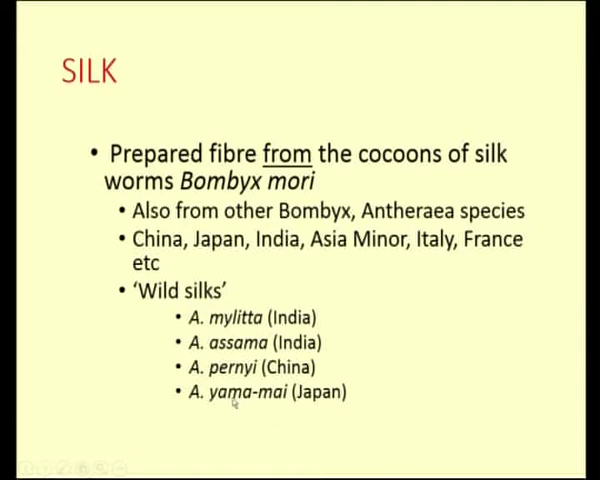 SILK
• Prepared fibre from the cocoons of silk
worms Bombyx mori
• Also from other Bombyx, Antheraea species
• China, Japan, India, Asia Minor, Italy, France
etc
• ‘Wild silks’
• A. mylitta (India)
• A. assama (India)
• A. pernyi (China)
• A. yama-mai (Japan)